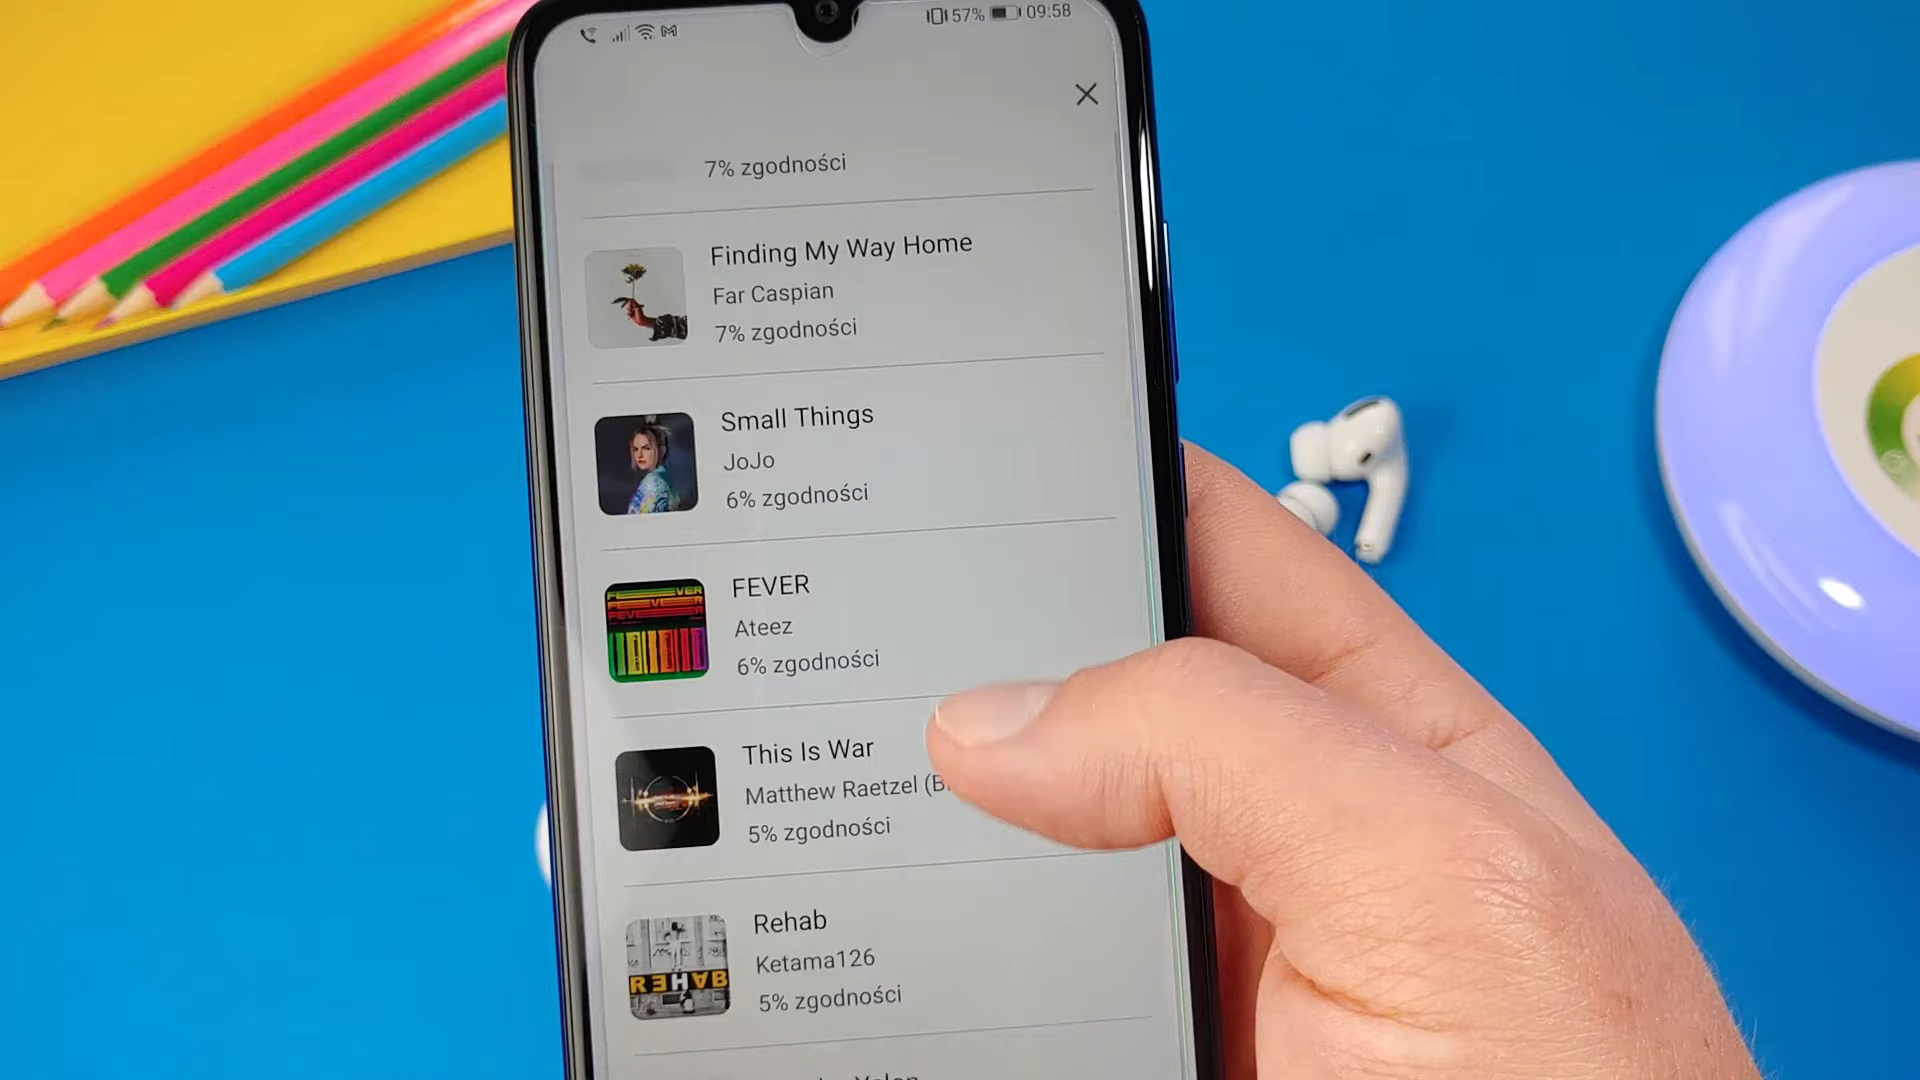 57% 09:58
7% zgodności
Finding My Way Home
Far Caspian
7% zgodności
Small Things
JoJo
6% zgodności
FEVER
Ateez
6% zgodności
This Is War
Matthew Raetzel (B
5% zgodności
Rehab
Ketama126
5% zgodności
REHAB